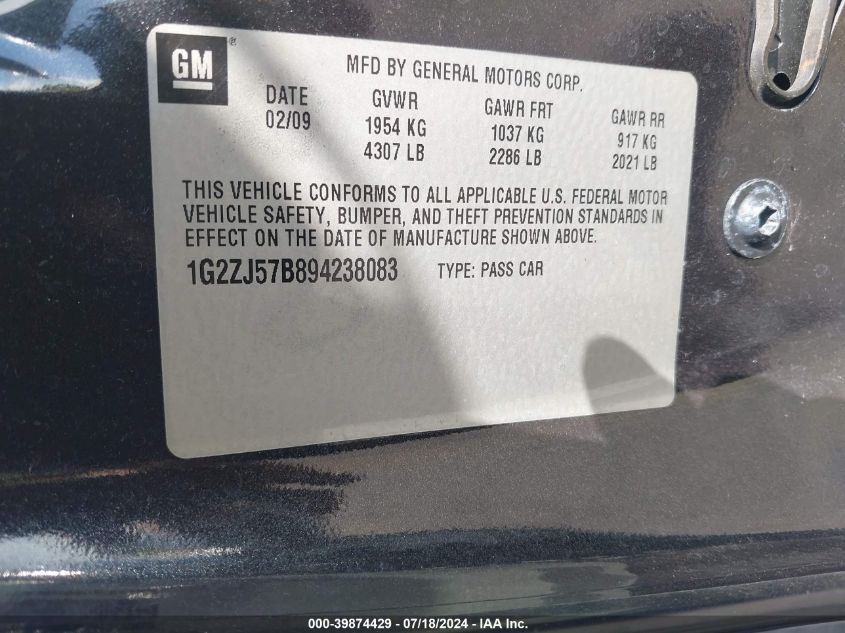 GM®
MFD BY GENERAL MOTORS CORP.
DATE GVWR GAWR FRT GAWR RR
02/09 1954 KG 1037 KG 917 KG
4307 LB 2286 LB 2021 LB
THIS VEHICLE CONFORMS TO ALL APPLICABLE U.S. FEDERAL MOTOR
VEHICLE SAFETY, BUMPER, AND THEFT PREVENTION STANDARDS IN
EFFECT ON THE DATE OF MANUFACTURE SHOWN ABOVE.
1G2ZJ57B894238083 TYPE: PASS CAR
000-39874429 - 07/18/2024 - IAAI, Inc.